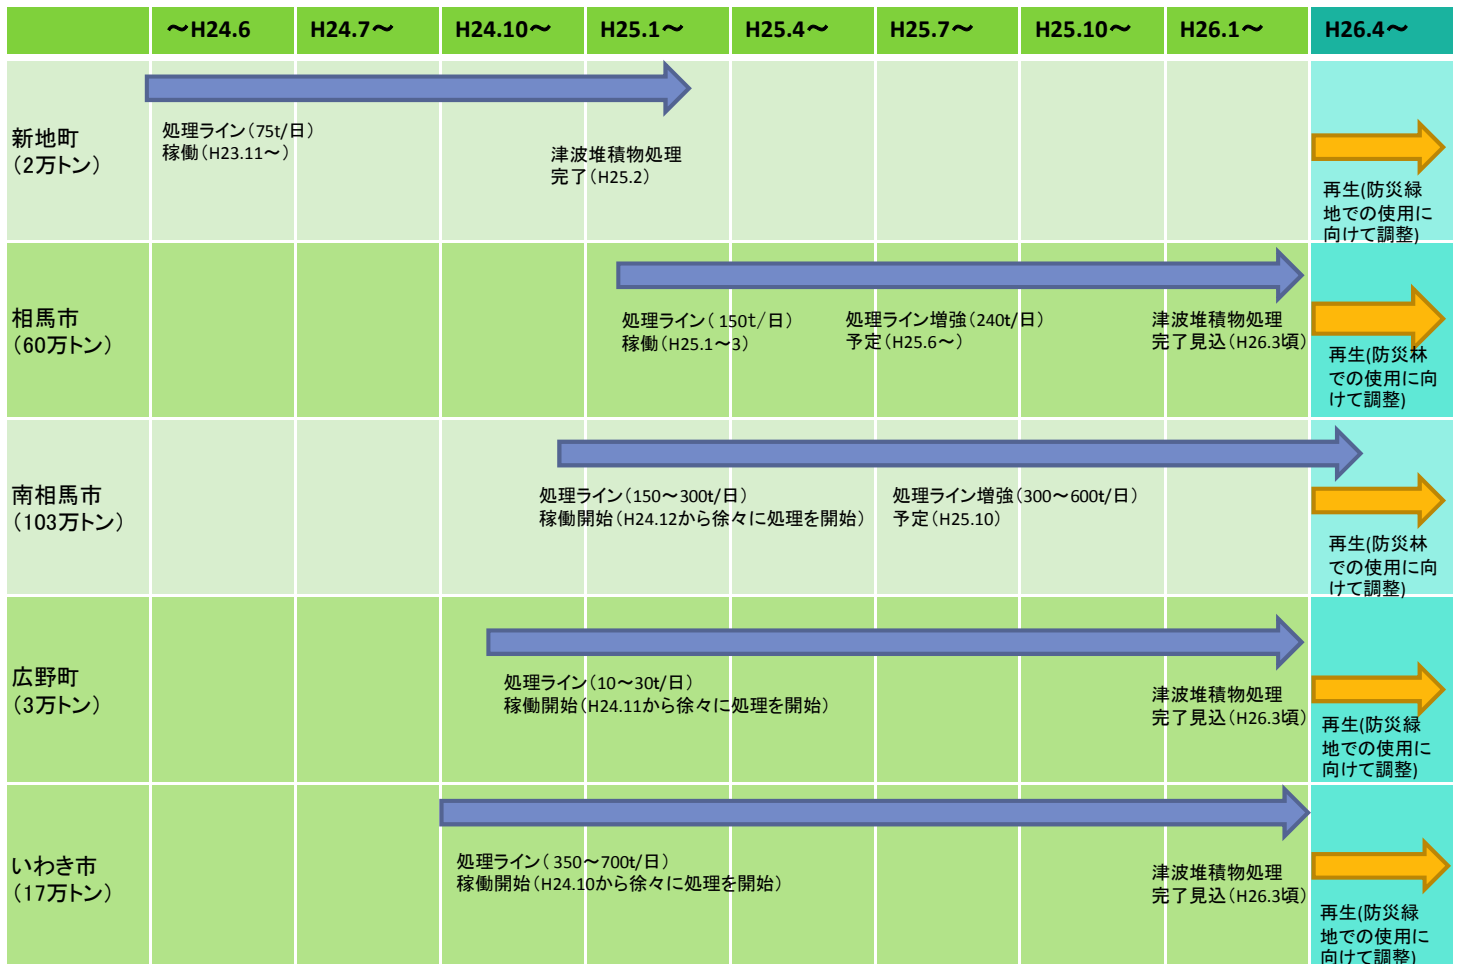 ～H24.6
H24.7～
H24.10～
H25.1～
H25.4～
H25.7～
H25.10～
H26.1～
H26.4～
新地町
（2万トン）
処理ライン（75t/日）
稼働（H23.11～）
津波堆積物処理
完了（H25.2）
再生(防災緑
地での使用に
向けて調整)
相馬市
（60万トン）
処理ライン（ 150t/日）
稼働（H25.1～3）
処理ライン増強（240t/日）
予定（H25.6～）
津波堆積物処理
完了見込（H26.3頃）
再生(防災林
での使用に向
けて調整)
南相馬市
（103万トン）
処理ライン（150～300t/日）
稼働開始（H24.12から徐々に処理を開始）
処理ライン増強（300～600t/日）
予定（H25.10）
再生(防災林
での使用に向
けて調整)
広野町
（3万トン）
処理ライン（10～30t/日）
稼働開始（H24.11から徐々に処理を開始）
津波堆積物処理
完了見込（H26.3頃）
再生(防災緑
地での使用に
向けて調整)
いわき市
（17万トン）
処理ライン（ 350～700t/日）
稼働開始（H24.10から徐々に処理を開始）
津波堆積物処理
完了見込（H26.3頃）
再生(防災緑
地での使用に
向けて調整)